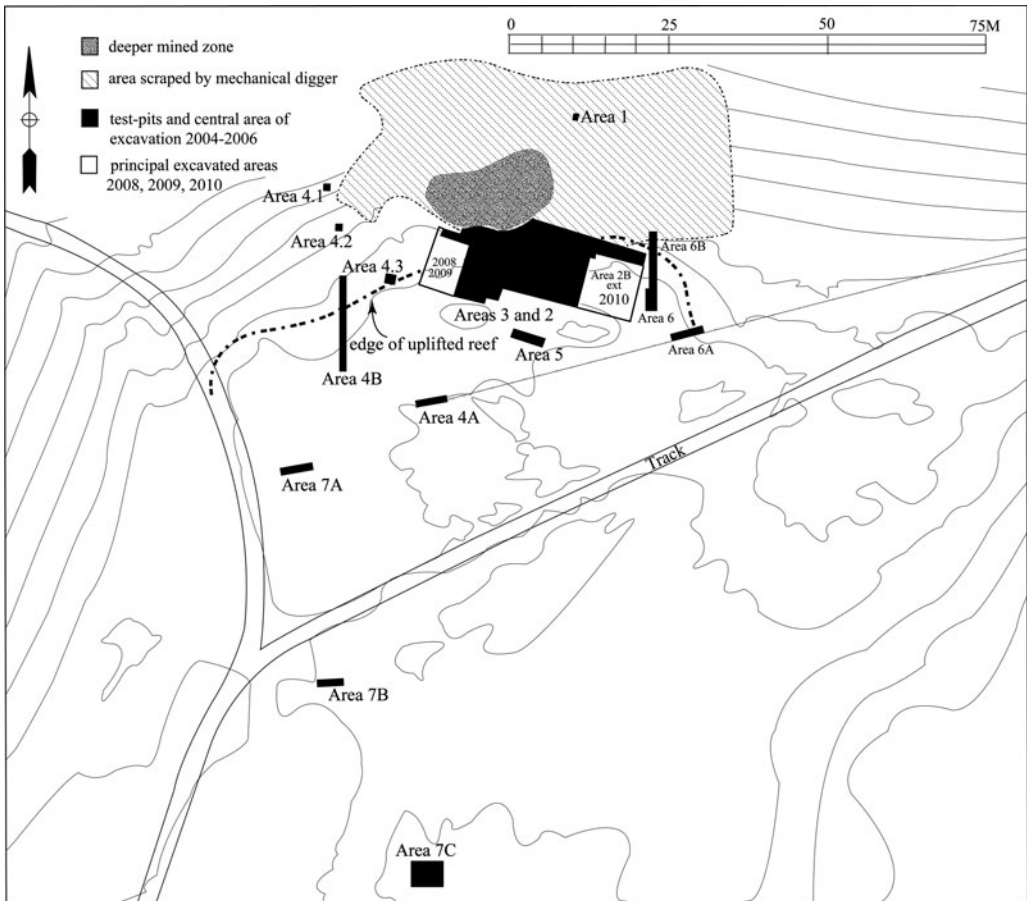 0 25 50 75M
deeper mined zone
area scraped by mechanical digger
test-pits and central area of
excavation 2004-2006
principal excavated areas
2008, 2009, 2010
Area 1
Area 4.1
Area 4.2
Area 6B
Area 4.3
2008
2009
Area 2B
ext
2010
Areas 3 and 2
Area 6
edge of uplifted reef
Area 5
Area 6A
Area 4B
Area 4A
Track
Area 7A
Area 7B
Area 7C